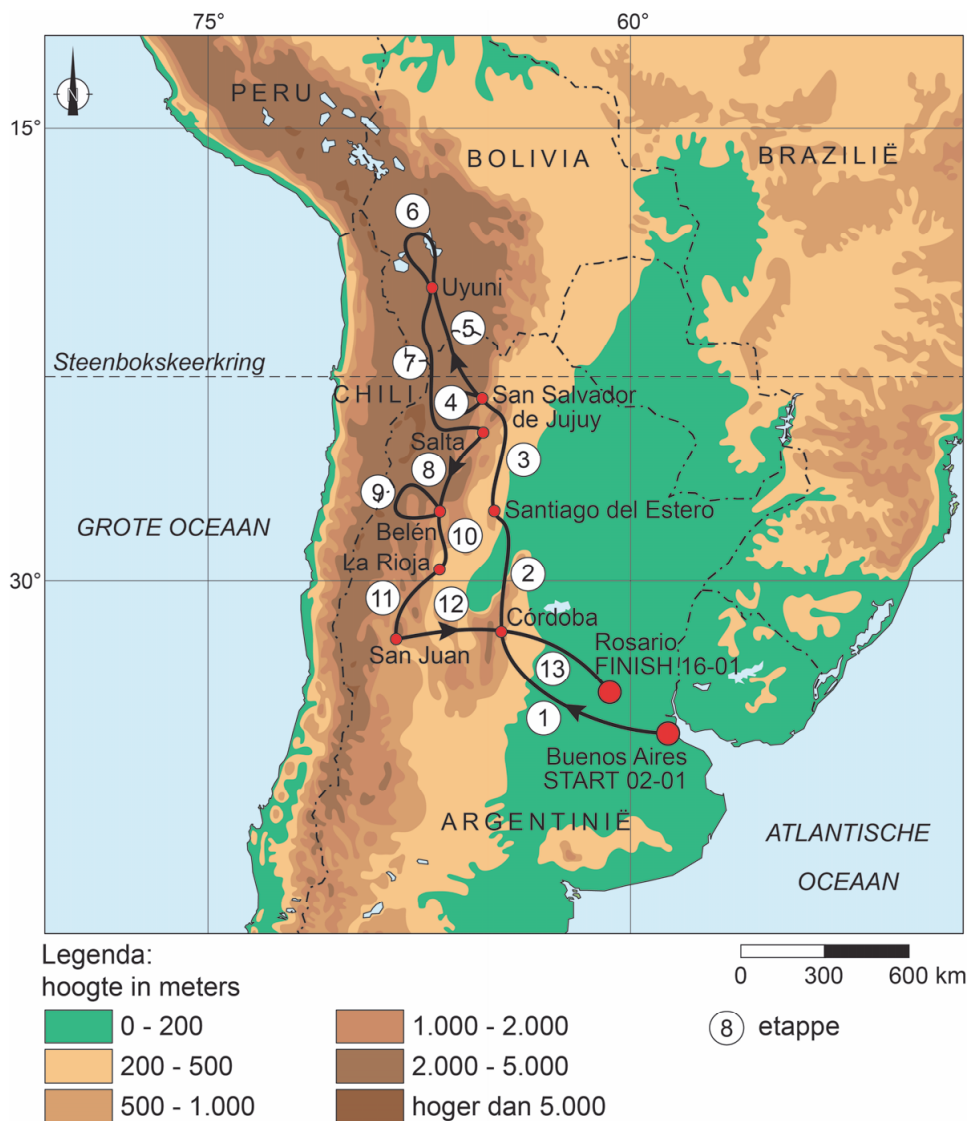 75°
60°
N
PERU
15°
BOLIVIA
BRAZILIË
6
Uyuni
5
Steenbokskeerkring
7
CHILI
4
San Salvador
de Jujuy
Salta
3
8
9
Santiago del Estero
GROTE OCEAAN
Belén
10
La Rioja
30°
2
11
12
Córdoba
San Juan
Rosario
FINISH 16-01
13
1
Buenos Aires
START 02-01
ARGENTINIË
ATLANTISCHE
OCEAAN
Legenda:
hoogte in meters
0 - 200
200 - 500
500 - 1.000
1.000 - 2.000
2.000 - 5.000
hoger dan 5.000
0 300 600 km
8 etappe